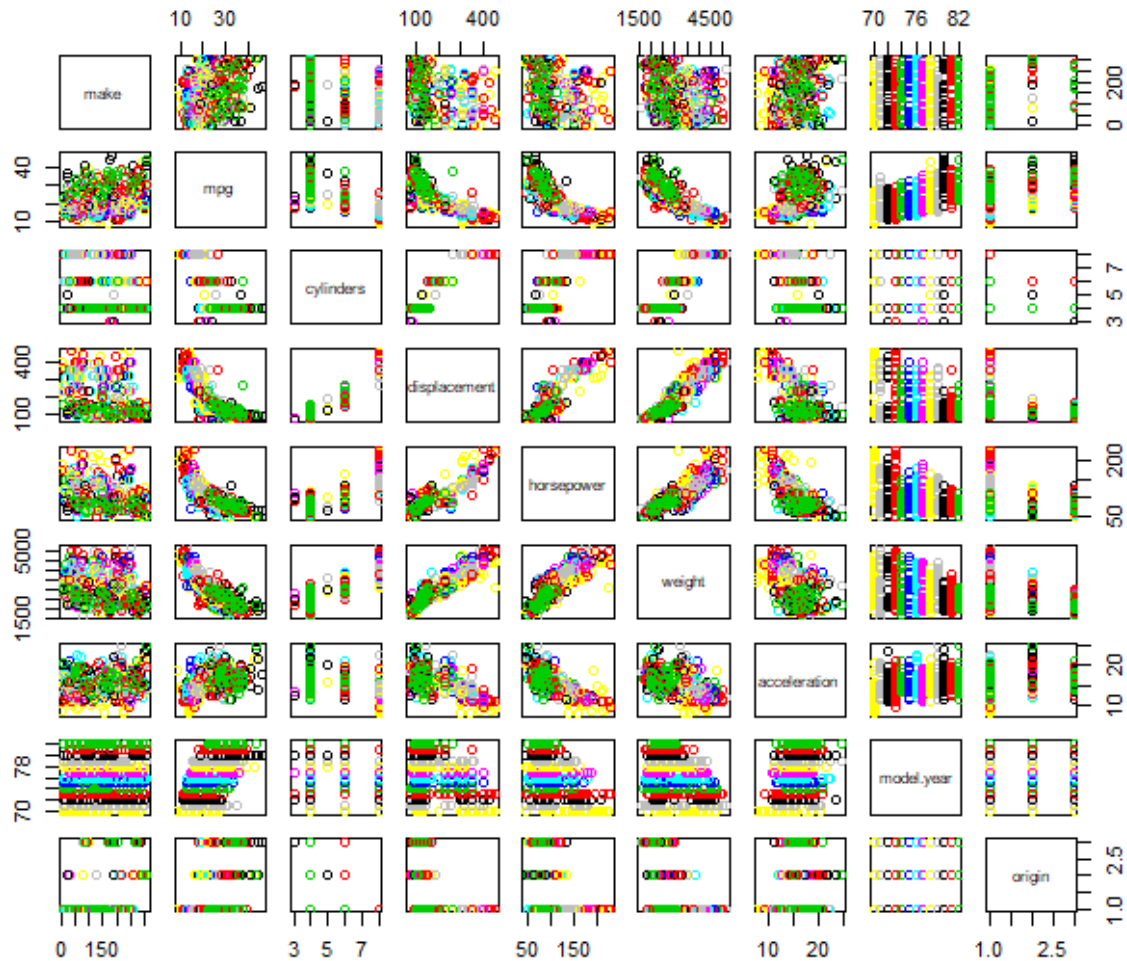 10 30 100 400 1500 4500 70 76 82
make 0 200
10 40 mpg
cylinders 3 5 7
100 400 displacement
horsepower 50 200
1500 5000 weight
acceleration 10 20
70 78 model.year
origin 1.0 2.5
0 150 3 5 7 50 150 10 20 1.0 2.5